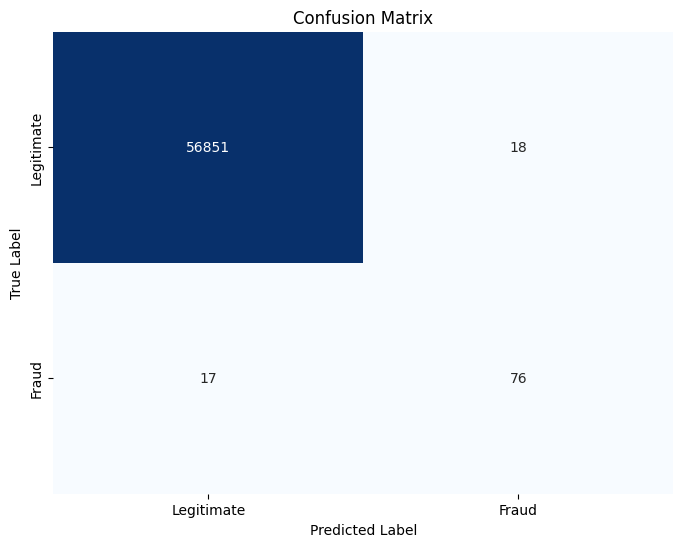 Confusion Matrix
Legitimate
56851
18
True Label
Fraud
17
76
Legitimate
Fraud
Predicted Label